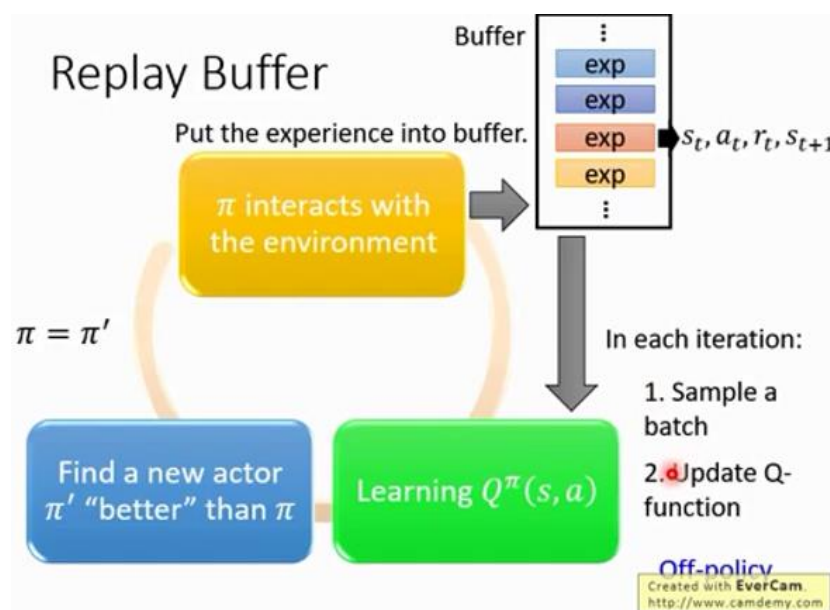 Replay Buffer
Buffer
⋮
exp
exp
exp
exp
⋮
s_t, a_t, r_t, s_{t+1}
Put the experience into buffer.
π interacts with
the environment
π = π′
In each iteration:
1. Sample a
batch
2. Update Q-
function
Find a new actor
π′ “better” than π
Learning Q^π(s, a)
Off-policy
Created with EverCam.
http://www.camdemy.com